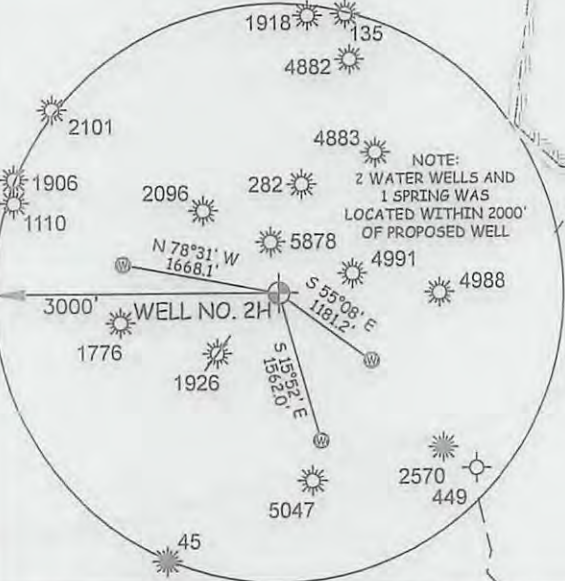 1918
135
4882
2101
4883
NOTE:
2 WATER WELLS AND
1 SPRING WAS
LOCATED WITHIN 2000'
OF PROPOSED WELL
1906
1110
2096
282
5878
N 78°31' W
1668.1'
4991
4988
3000'
WELL NO. 2H
S 55°08' E
1181.2'
1776
1926
S 15°52' E
1562.0'
W
W
W
2570
449
5047
45